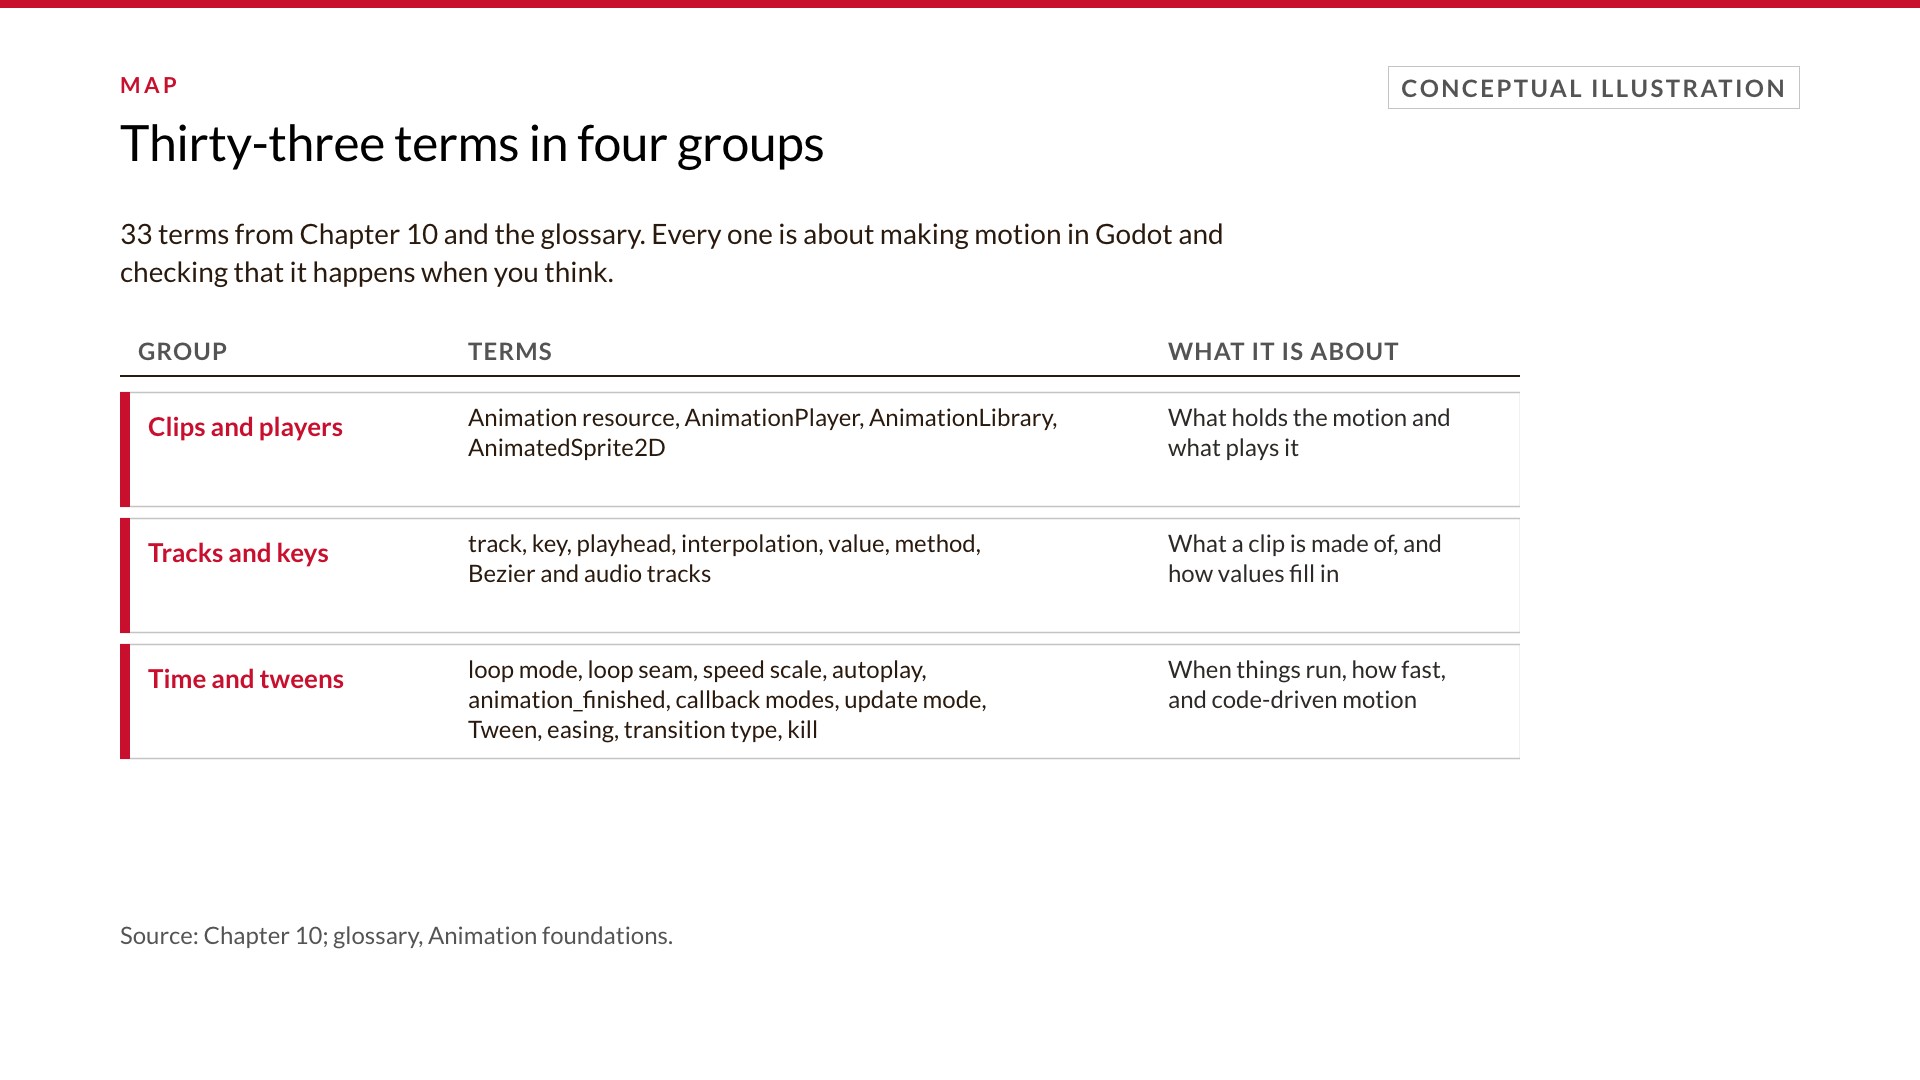 MAP
CONCEPTUAL ILLUSTRATION
Thirty-three terms in four groups
33 terms from Chapter 10 and the glossary. Every one is about making motion in Godot and
checking that it happens when you think.
GROUP TERMS WHAT IT IS ABOUT
Clips and players
Animation resource, AnimationPlayer, AnimationLibrary,
AnimatedSprite2D
What holds the motion and
what plays it
Tracks and keys
track, key, playhead, interpolation, value, method,
Bezier and audio tracks
What a clip is made of, and
how values fill in
Time and tweens
loop mode, loop seam, speed scale, autoplay,
animation_finished, callback modes, update mode,
Tween, easing, transition type, kill
When things run, how fast,
and code-driven motion
Source: Chapter 10; glossary, Animation foundations.